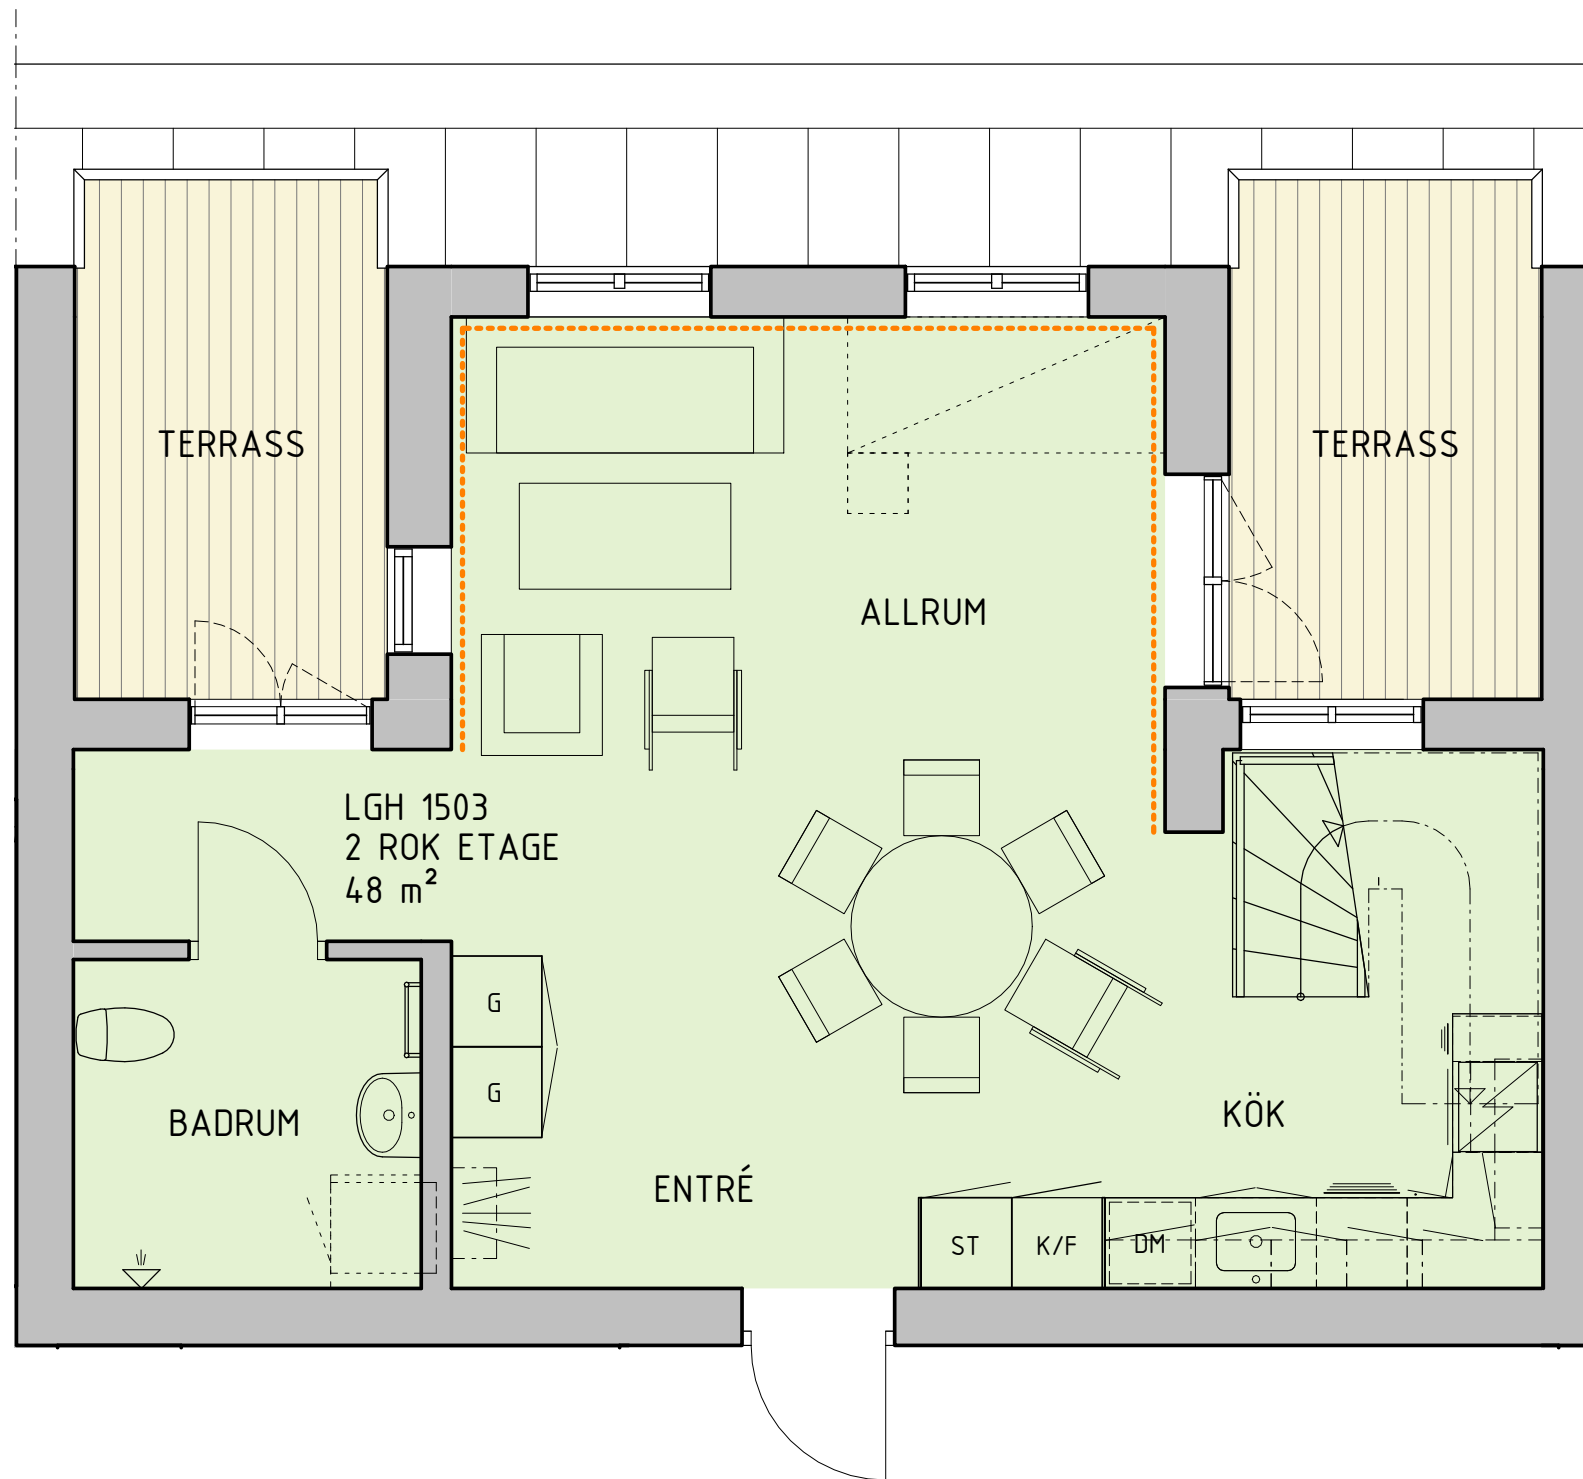 TERRASS
TERRASS
ALLRUM
LGH 1503
2 ROK ETAGE
48 m²
G
G
BADRUM
KÖK
ENTRÉ
ST
K/F
DM